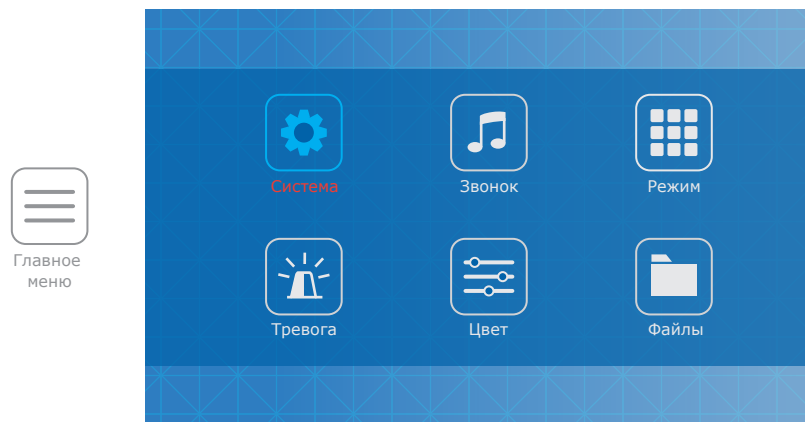 Система
Звонок
Режим
Главное
меню
Тревога
Цвет
Файлы